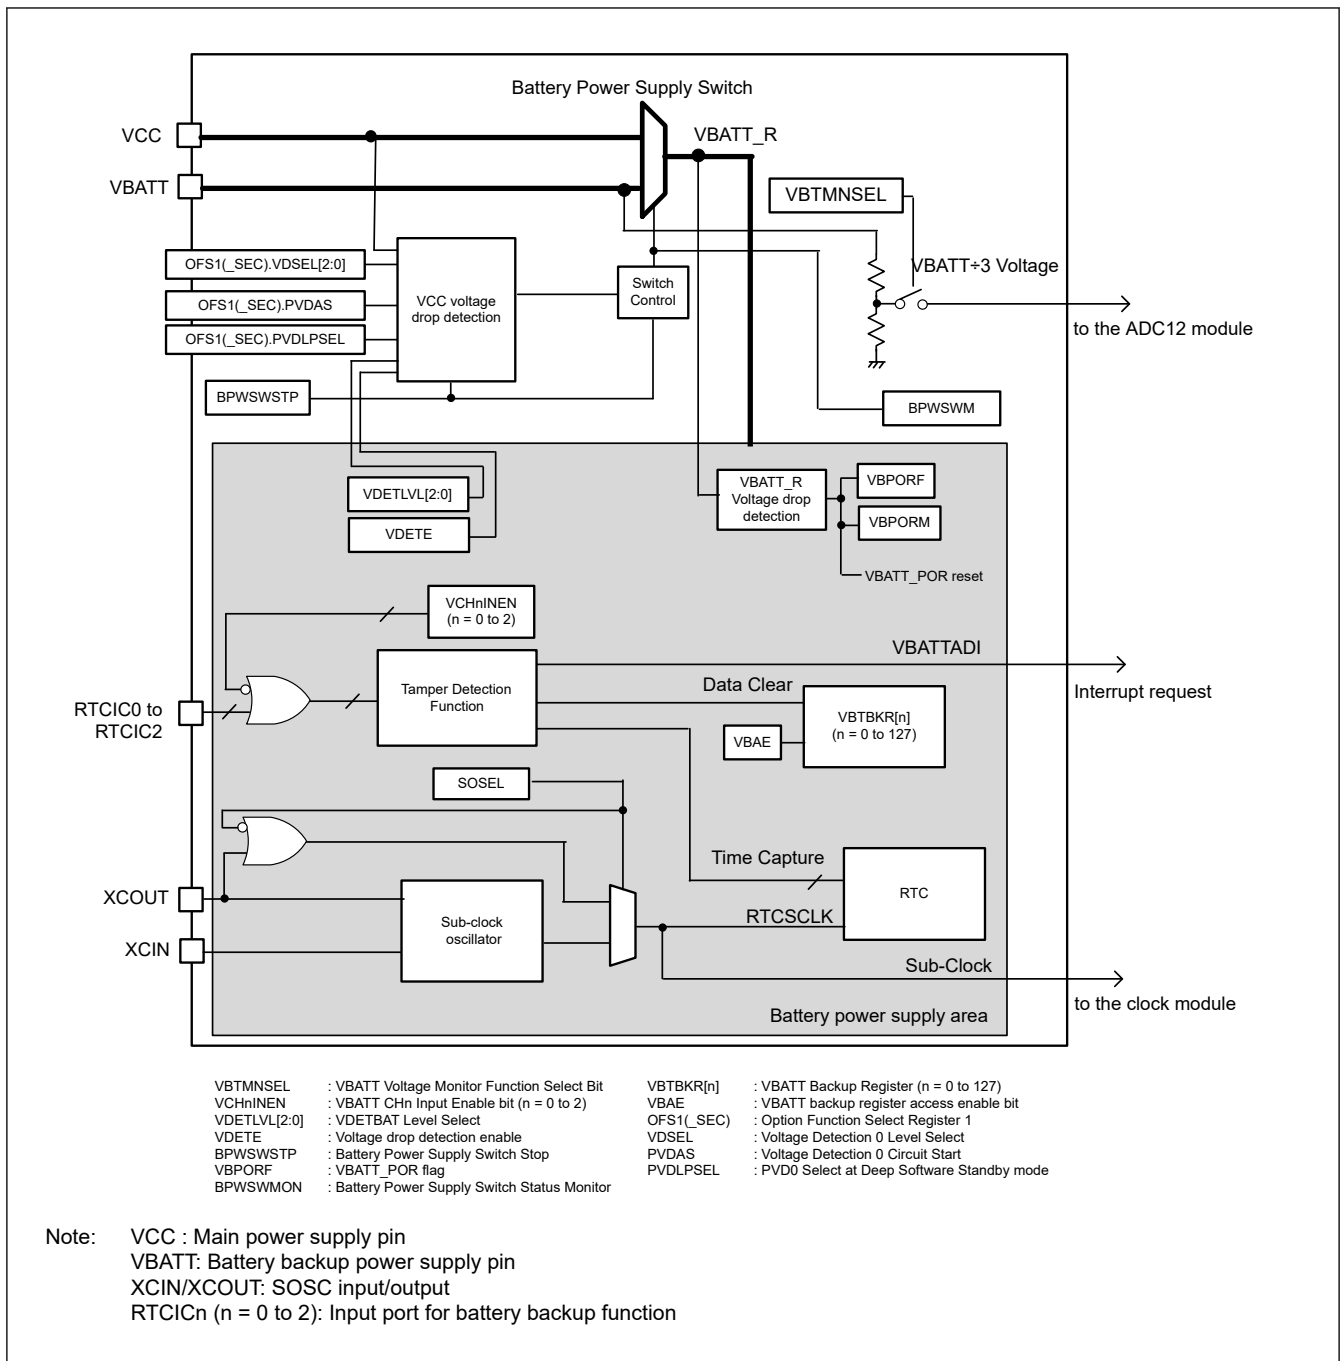 Battery Power Supply Switch
VCC
VBATT_R
VBATT
VBTMNSEL
OFS1(_SEC).VDSEL[2:0]
VBATT÷3 Voltage
Switch
Control
VCC voltage
drop detection
OFS1(_SEC).PVDAS
to the ADC12 module
OFS1(_SEC).PVDLPSEL
BPWSWSTP
BPWSWM
VBATT_R
Voltage drop
detection
VBPORF
VDETLVL[2:0]
VBPORM
VDETE
VBATT_POR reset
VCHnINEN
(n = 0 to 2)
VBATTADI
Tamper Detection
Function
Data Clear
Interrupt request
RTCIC0 to
RTCIC2
VBTBKR[n]
(n = 0 to 127)
VBAE
SOSEL
Time Capture
RTC
XCOUT
RTCSCLK
Sub-clock
oscillator
XCIN
Sub-Clock
to the clock module
Battery power supply area
VBTMNSEL : VBATT Voltage Monitor Function Select Bit
VCHnINEN : VBATT CHn Input Enable bit (n = 0 to 2)
VDETLVL[2:0] : VDETBAT Level Select
VDETE : Voltage drop detection enable
BPWSWSTP : Battery Power Supply Switch Stop
VBPORF : VBATT_POR flag
BPWSWMON : Battery Power Supply Switch Status Monitor
VBTBKR[n] : VBATT Backup Register (n = 0 to 127)
VBAE : VBATT backup register access enable bit
OFS1(_SEC) : Option Function Select Register 1
VDSEL : Voltage Detection 0 Level Select
PVDAS : Voltage Detection 0 Circuit Start
PVDLPSEL : PVD0 Select at Deep Software Standby mode
Note: VCC : Main power supply pin
VBATT: Battery backup power supply pin
XCIN/XCOUT: SOSC input/output
RTCICn (n = 0 to 2): Input port for battery backup function